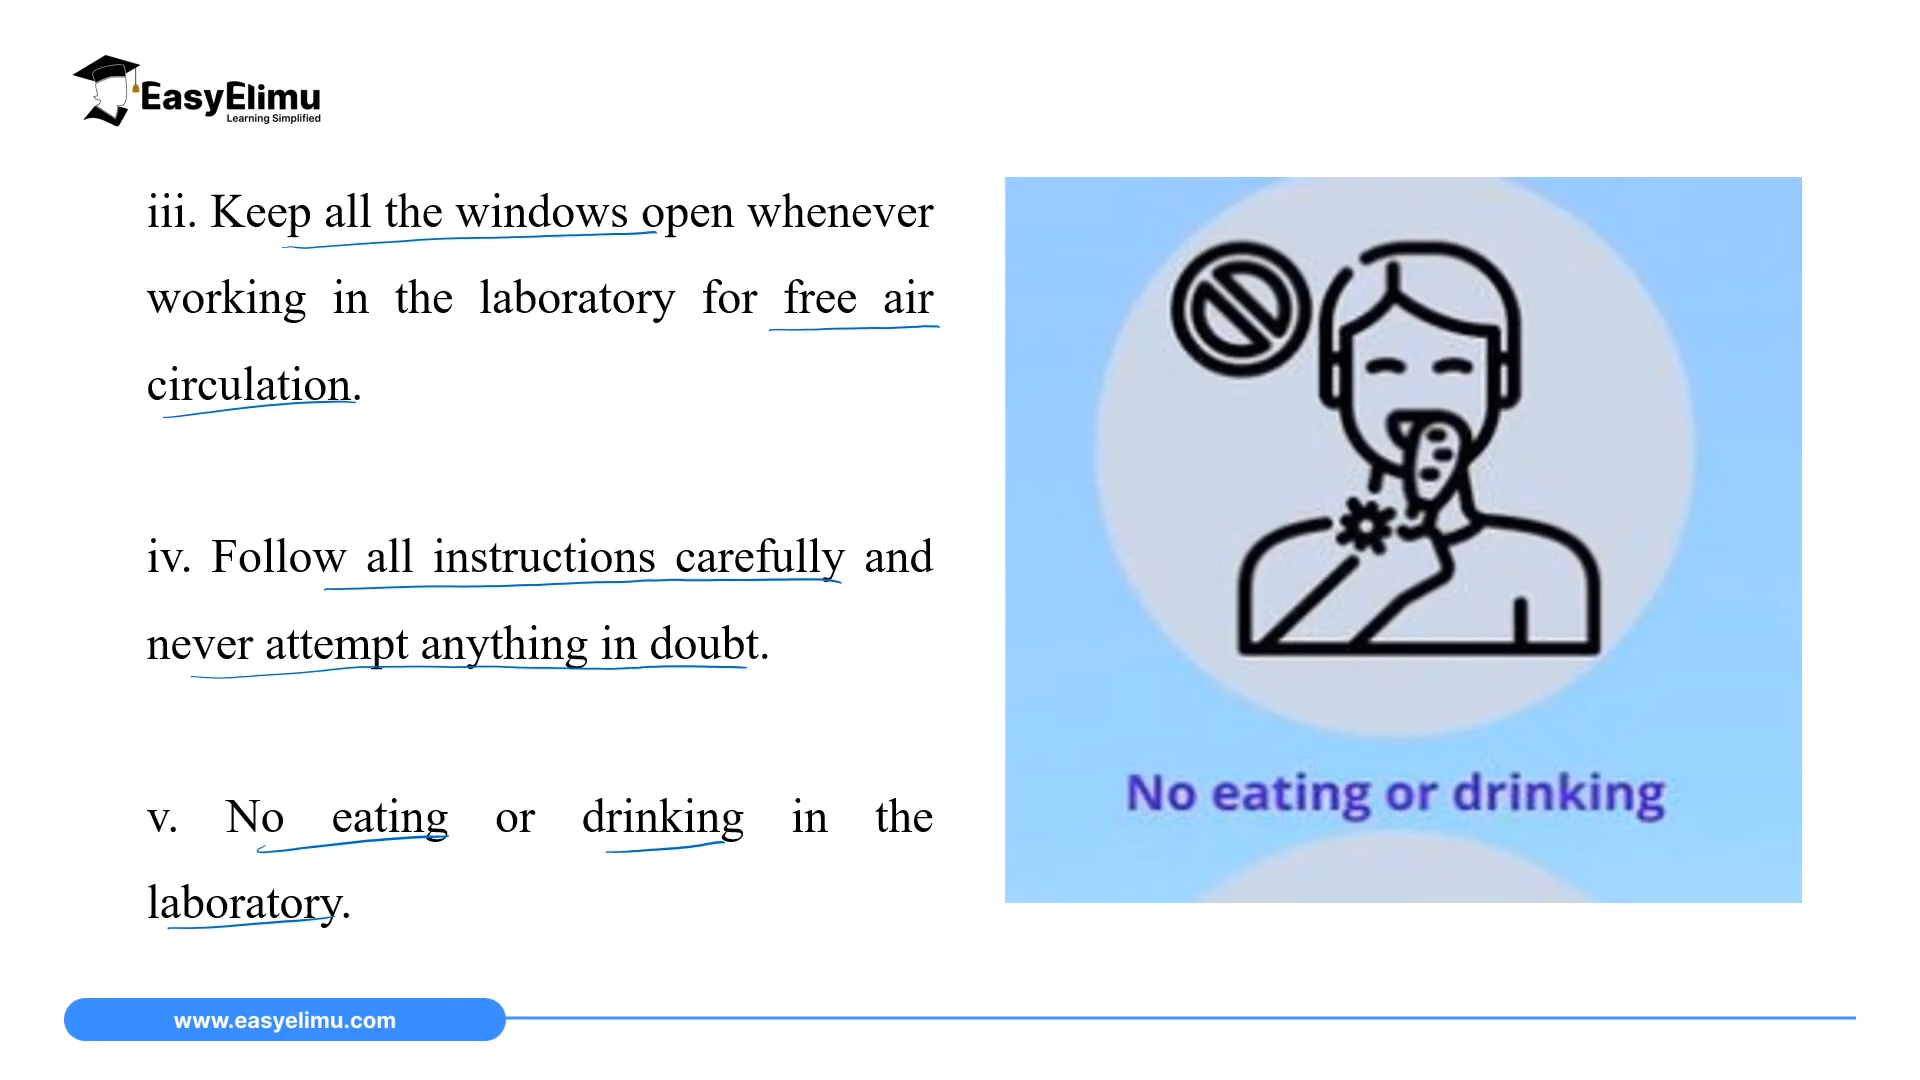 EasyElimu
Learning Simplified
iii. Keep all the windows open whenever
working in the laboratory for free air
circulation.
iv. Follow all instructions carefully and
never attempt anything in doubt.
v. No eating or drinking in the
laboratory.
No eating or drinking
www.easyelimu.com